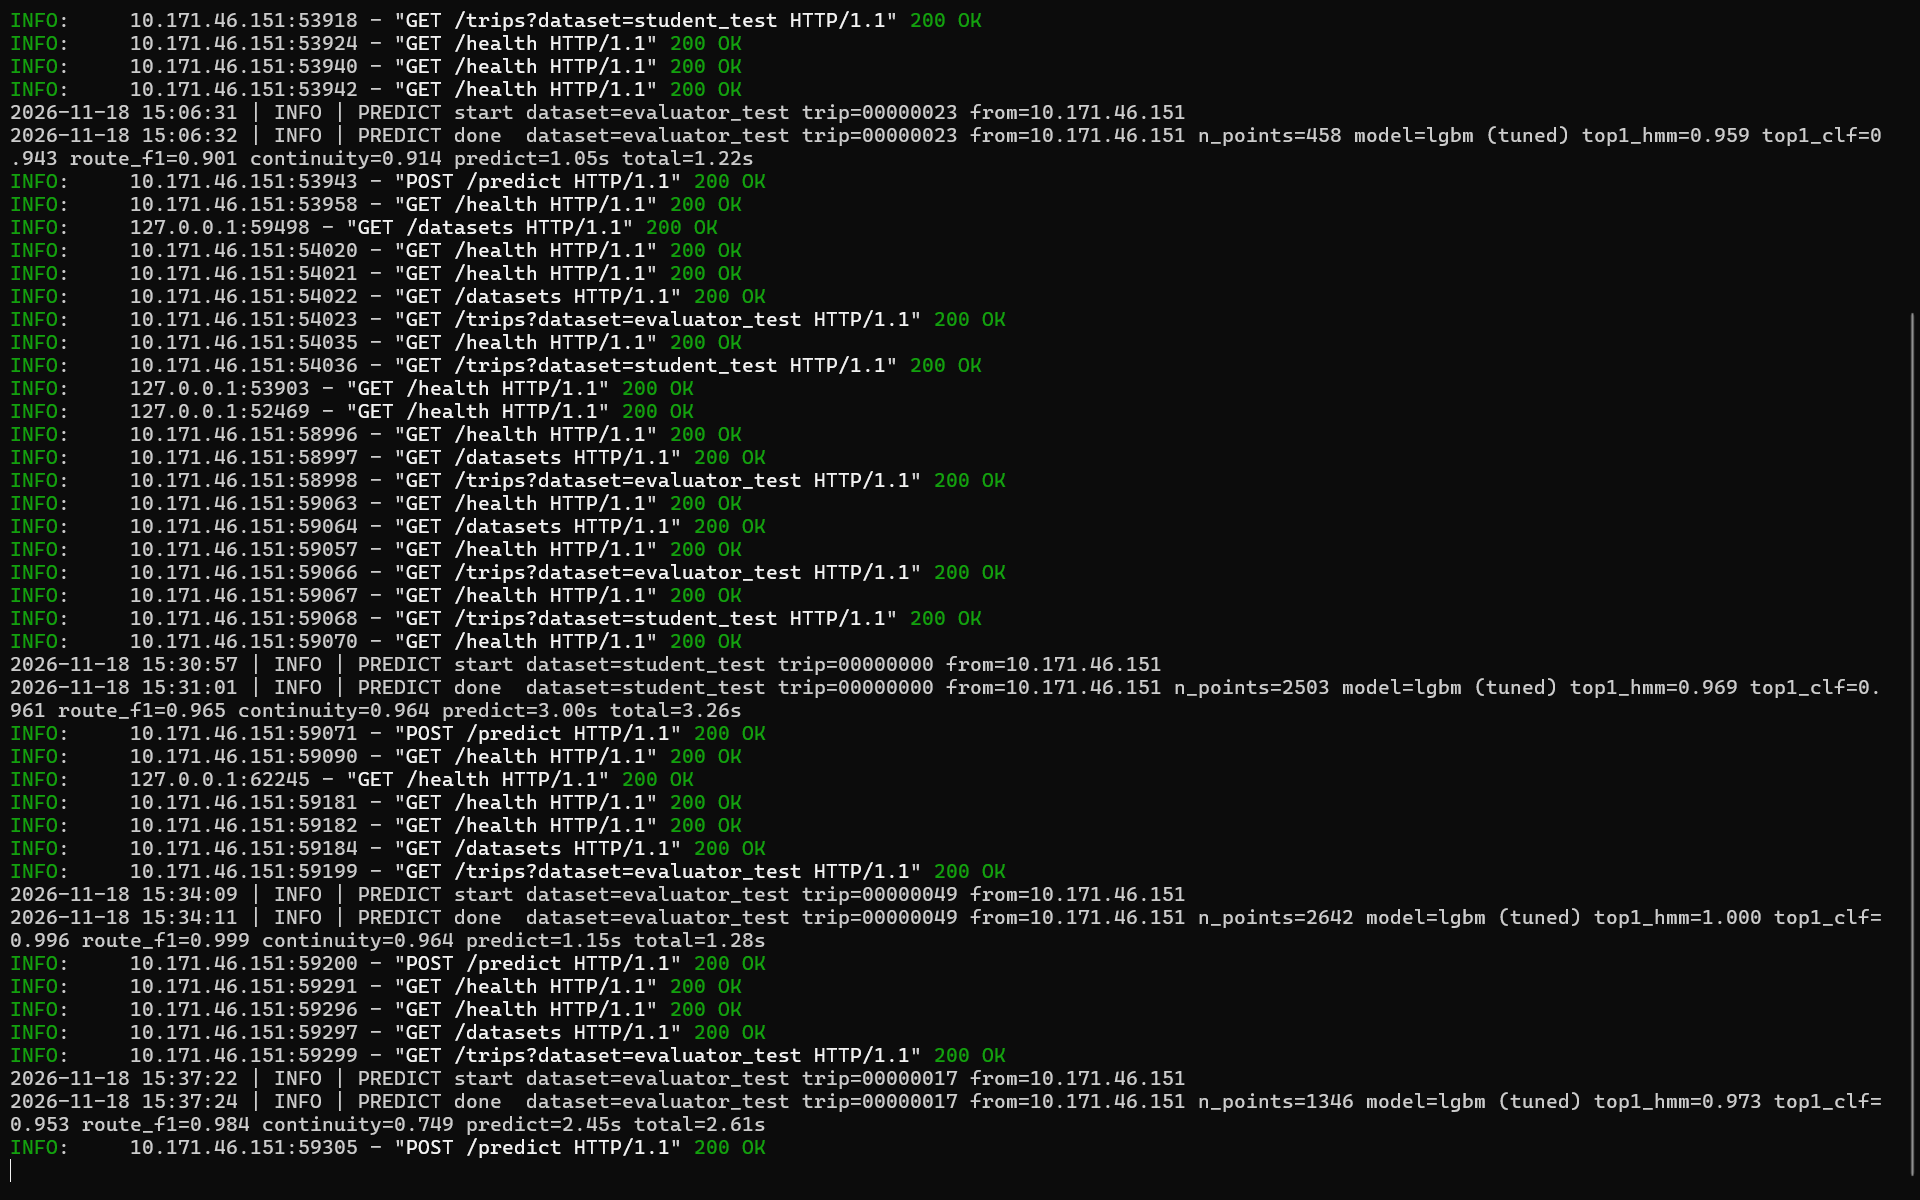 INFO:     10.171.46.151:53918 - "GET /trips?dataset=student_test HTTP/1.1" 200 OK
INFO:     10.171.46.151:53924 - "GET /health HTTP/1.1" 200 OK
INFO:     10.171.46.151:53940 - "GET /health HTTP/1.1" 200 OK
INFO:     10.171.46.151:53942 - "GET /health HTTP/1.1" 200 OK
2026-11-18 15:06:31 | INFO | PREDICT start dataset=evaluator_test trip=00000023 from=10.171.46.151
2026-11-18 15:06:32 | INFO | PREDICT done  dataset=evaluator_test trip=00000023 from=10.171.46.151 n_points=458 model=lgbm (tuned) top1_hmm=0.959 top1_clf=0
.943 route_f1=0.901 continuity=0.914 predict=1.05s total=1.22s
INFO:     10.171.46.151:53943 - "POST /predict HTTP/1.1" 200 OK
INFO:     10.171.46.151:53958 - "GET /health HTTP/1.1" 200 OK
INFO:     127.0.0.1:59498 - "GET /datasets HTTP/1.1" 200 OK
INFO:     10.171.46.151:54020 - "GET /health HTTP/1.1" 200 OK
INFO:     10.171.46.151:54021 - "GET /health HTTP/1.1" 200 OK
INFO:     10.171.46.151:54022 - "GET /datasets HTTP/1.1" 200 OK
INFO:     10.171.46.151:54023 - "GET /trips?dataset=evaluator_test HTTP/1.1" 200 OK
INFO:     10.171.46.151:54035 - "GET /health HTTP/1.1" 200 OK
INFO:     10.171.46.151:54036 - "GET /trips?dataset=student_test HTTP/1.1" 200 OK
INFO:     127.0.0.1:53903 - "GET /health HTTP/1.1" 200 OK
INFO:     127.0.0.1:52469 - "GET /health HTTP/1.1" 200 OK
INFO:     10.171.46.151:58996 - "GET /health HTTP/1.1" 200 OK
INFO:     10.171.46.151:58997 - "GET /datasets HTTP/1.1" 200 OK
INFO:     10.171.46.151:58998 - "GET /trips?dataset=evaluator_test HTTP/1.1" 200 OK
INFO:     10.171.46.151:59063 - "GET /health HTTP/1.1" 200 OK
INFO:     10.171.46.151:59064 - "GET /datasets HTTP/1.1" 200 OK
INFO:     10.171.46.151:59057 - "GET /health HTTP/1.1" 200 OK
INFO:     10.171.46.151:59066 - "GET /trips?dataset=evaluator_test HTTP/1.1" 200 OK
INFO:     10.171.46.151:59067 - "GET /health HTTP/1.1" 200 OK
INFO:     10.171.46.151:59068 - "GET /trips?dataset=student_test HTTP/1.1" 200 OK
INFO:     10.171.46.151:59070 - "GET /health HTTP/1.1" 200 OK
2026-11-18 15:30:57 | INFO | PREDICT start dataset=student_test trip=00000000 from=10.171.46.151
2026-11-18 15:31:01 | INFO | PREDICT done  dataset=student_test trip=00000000 from=10.171.46.151 n_points=2503 model=lgbm (tuned) top1_hmm=0.969 top1_clf=0.
961 route_f1=0.965 continuity=0.964 predict=3.00s total=3.26s
INFO:     10.171.46.151:59071 - "POST /predict HTTP/1.1" 200 OK
INFO:     10.171.46.151:59090 - "GET /health HTTP/1.1" 200 OK
INFO:     127.0.0.1:62245 - "GET /health HTTP/1.1" 200 OK
INFO:     10.171.46.151:59181 - "GET /health HTTP/1.1" 200 OK
INFO:     10.171.46.151:59182 - "GET /health HTTP/1.1" 200 OK
INFO:     10.171.46.151:59184 - "GET /datasets HTTP/1.1" 200 OK
INFO:     10.171.46.151:59199 - "GET /trips?dataset=evaluator_test HTTP/1.1" 200 OK
2026-11-18 15:34:09 | INFO | PREDICT start dataset=evaluator_test trip=00000049 from=10.171.46.151
2026-11-18 15:34:11 | INFO | PREDICT done  dataset=evaluator_test trip=00000049 from=10.171.46.151 n_points=2642 model=lgbm (tuned) top1_hmm=1.000 top1_clf=
0.996 route_f1=0.999 continuity=0.964 predict=1.15s total=1.28s
INFO:     10.171.46.151:59200 - "POST /predict HTTP/1.1" 200 OK
INFO:     10.171.46.151:59291 - "GET /health HTTP/1.1" 200 OK
INFO:     10.171.46.151:59296 - "GET /health HTTP/1.1" 200 OK
INFO:     10.171.46.151:59297 - "GET /datasets HTTP/1.1" 200 OK
INFO:     10.171.46.151:59299 - "GET /trips?dataset=evaluator_test HTTP/1.1" 200 OK
2026-11-18 15:37:22 | INFO | PREDICT start dataset=evaluator_test trip=00000017 from=10.171.46.151
2026-11-18 15:37:24 | INFO | PREDICT done  dataset=evaluator_test trip=00000017 from=10.171.46.151 n_points=1346 model=lgbm (tuned) top1_hmm=0.973 top1_clf=
0.953 route_f1=0.984 continuity=0.749 predict=2.45s total=2.61s
INFO:     10.171.46.151:59305 - "POST /predict HTTP/1.1" 200 OK